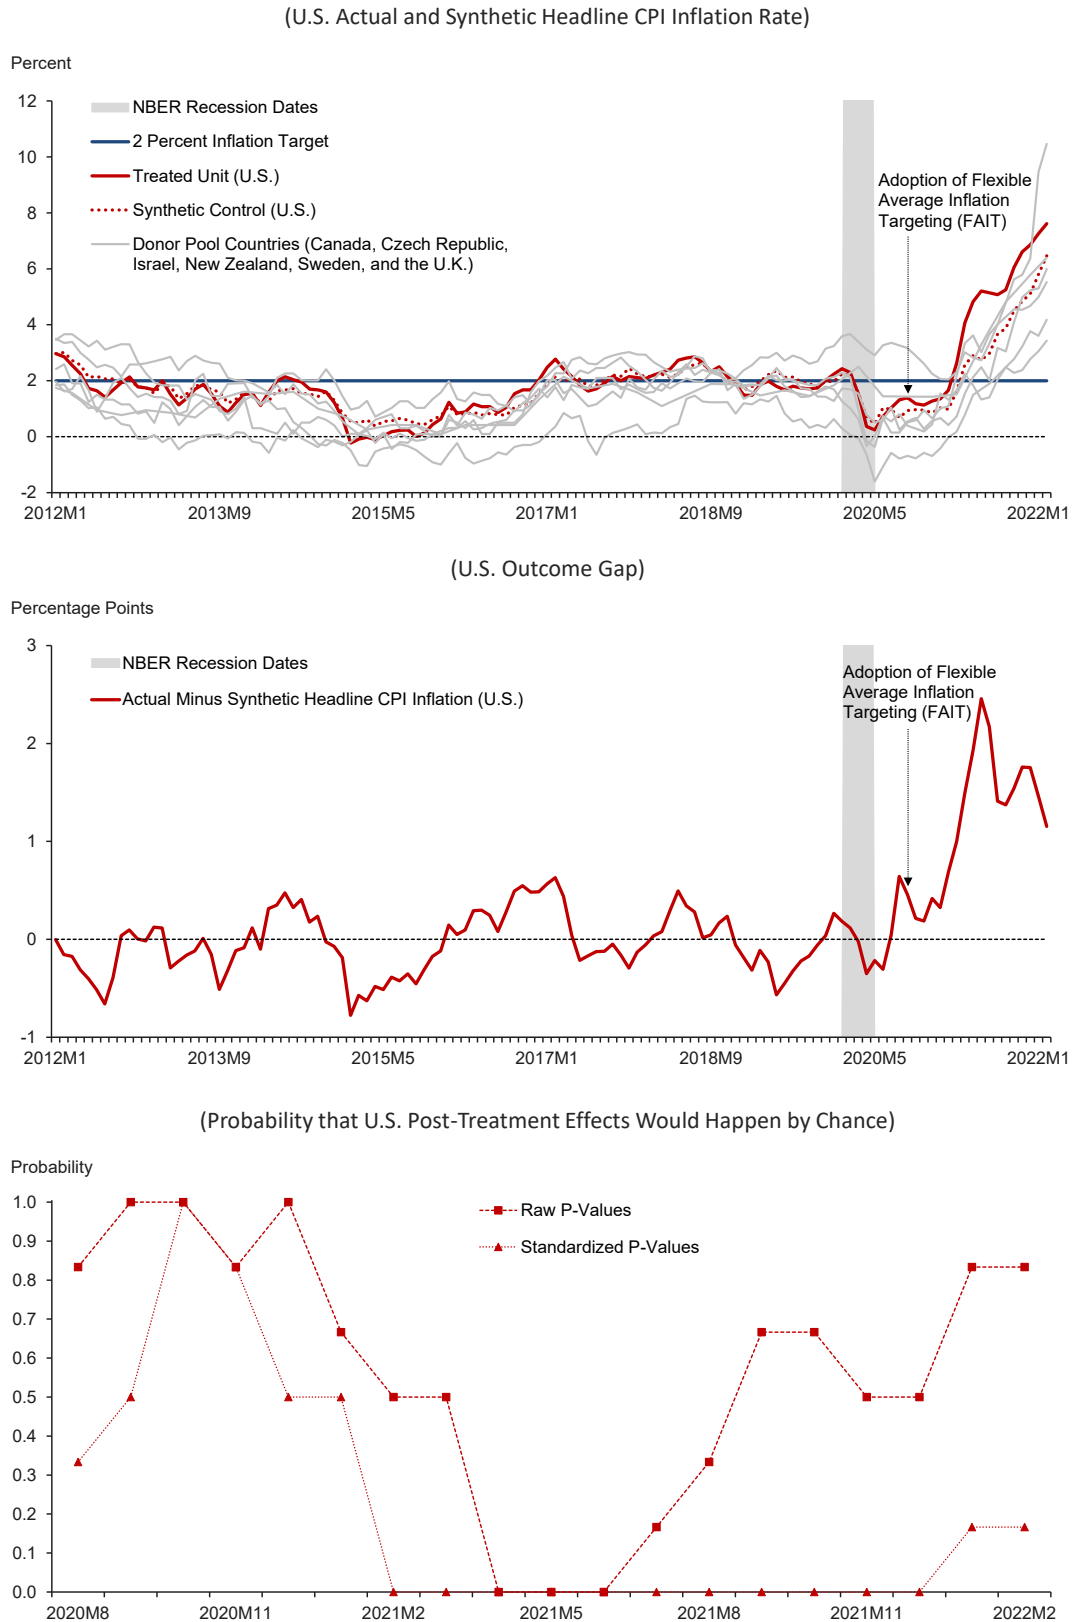 (U.S. Actual and Synthetic Headline CPI Inflation Rate)
Percent
12
10
8
6
4
2
0
-2
NBER Recession Dates
2 Percent Inflation Target
Treated Unit (U.S.)
Synthetic Control (U.S.)
Donor Pool Countries (Canada, Czech Republic,
Israel, New Zealand, Sweden, and the U.K.)
Adoption of Flexible
Average Inflation
Targeting (FAIT)
2012M1 2013M9 2015M5 2017M1 2018M9 2020M5 2022M1
(U.S. Outcome Gap)
Percentage Points
3
2
1
0
-1
NBER Recession Dates
Actual Minus Synthetic Headline CPI Inflation (U.S.)
Adoption of Flexible
Average Inflation
Targeting (FAIT)
2012M1 2013M9 2015M5 2017M1 2018M9 2020M5 2022M1
(Probability that U.S. Post-Treatment Effects Would Happen by Chance)
Probability
1.0
0.9
0.8
0.7
0.6
0.5
0.4
0.3
0.2
0.1
0.0
Raw P-Values
Standardized P-Values
2020M8 2020M11 2021M2 2021M5 2021M8 2021M11 2022M2